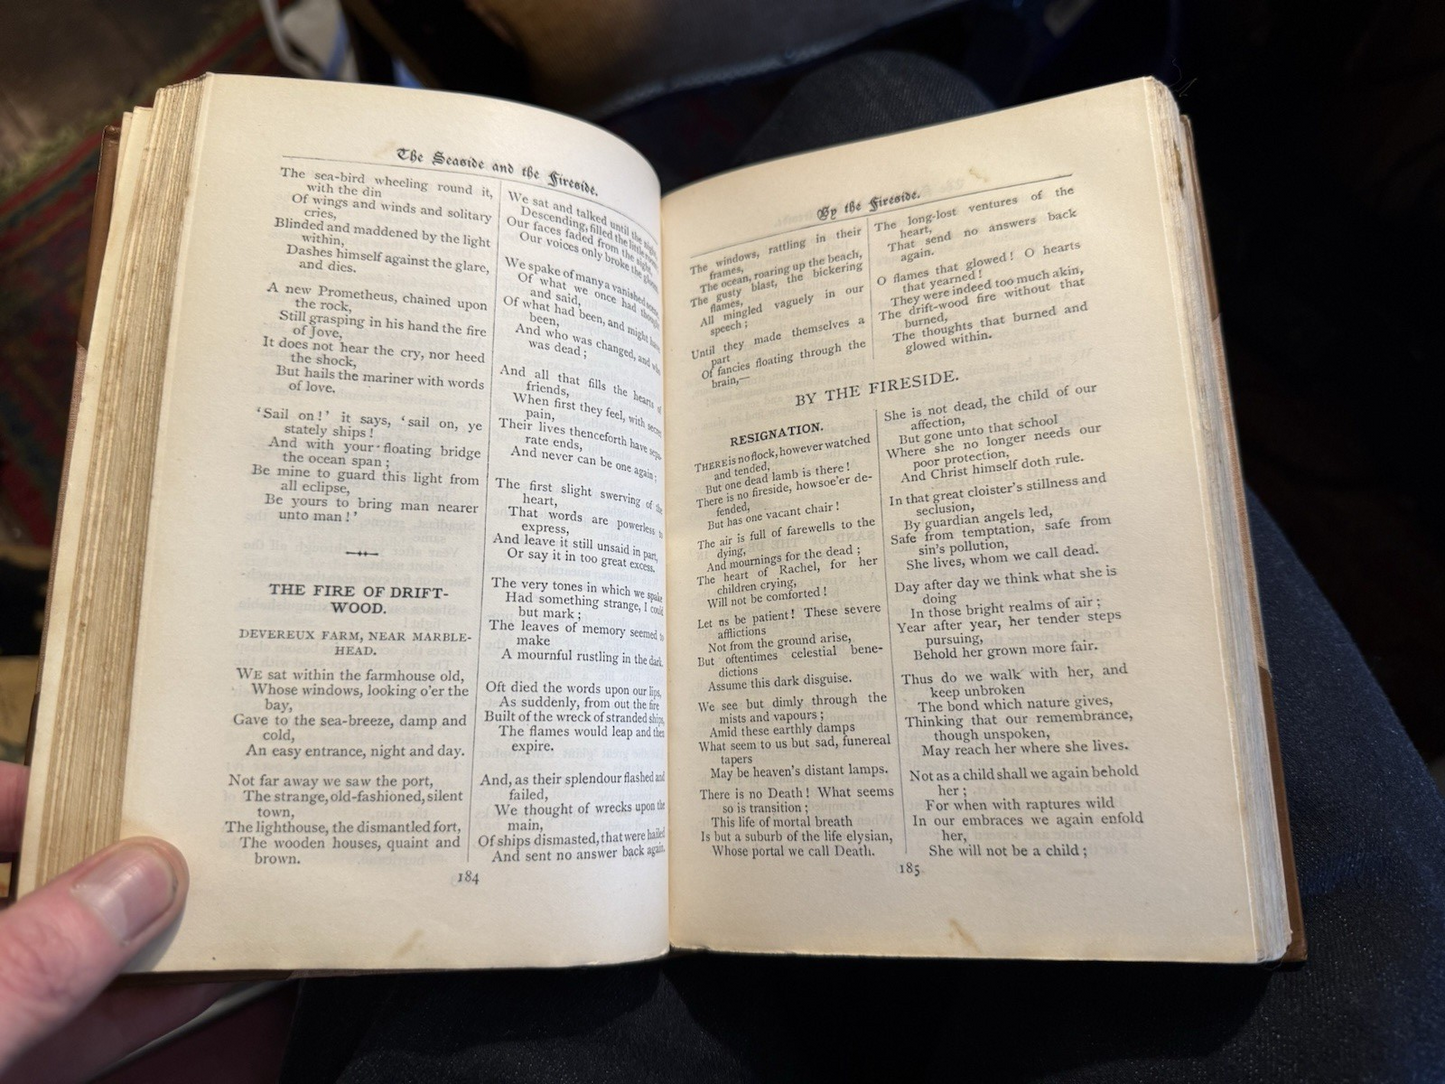 The Seaside and the Fireside.
The sea-bird wheeling round it,
with the din
Of wings and winds and solitary
cries,
Blinded and maddened by the light
within,
Dashes himself against the glare,
and dies.
A new Prometheus, chained upon
the rock,
Still grasping in his hand the fire
of Jove,
It does not hear the cry, nor heed
the shock,
But hails the mariner with words
of love.
'Sail on!' it says, 'sail on, ye
stately ships!
And with your floating bridge
the ocean span;
Be mine to guard this light from
all eclipse,
Be yours to bring man nearer
unto man!'
THE FIRE OF DRIFT-
WOOD.
DEVEREUX FARM, NEAR MARBLE-
HEAD.
WE sat within the farmhouse old,
Whose windows, looking o'er the
bay,
Gave to the sea-breeze, damp and
cold,
An easy entrance, night and day.
Not far away we saw the port,
The strange, old-fashioned, silent
town,
The lighthouse, the dismantled fort,
The wooden houses, quaint and
brown.
We sat and talked until the night,
Descending, filled the little room;
Our faces faded from the sight,
Our voices only broke the gloom.
We spake of many a vanished scene,
Of what we once had thought
and said,
Of what had been, and might have
been,
And who was changed, and who
was dead;
And all that fills the hearts of
friends,
When first they feel, with secret
pain,
Their lives thenceforth have sepa-
rate ends,
And never can be one again;
The first slight swerving of the
heart,
That words are powerless to
express,
And leave it still unsaid in part,
Or say it in too great excess.
The very tones in which we spake
Had something strange, I could
but mark;
The leaves of memory seemed to
make
A mournful rustling in the dark.
Oft died the words upon our lips,
As suddenly, from out the fire
Built of the wreck of stranded ships,
The flames would leap and then
expire.
And, as their splendour flashed and
failed,
We thought of wrecks upon the
main,
Of ships dismasted, that were hailed
And sent no answer back again.
184
By the Fireside.
The windows, rattling in their
frames,
The ocean, roaring up the beach,
The gusty blast, the bickering
flames,
All mingled vaguely in our
speech;
Until they made themselves a
part
Of fancies floating through the
brain,—
The long-lost ventures of the
heart,
That send no answers back
again.
O flames that glowed! O hearts
that yearned!
They were indeed too much akin,
The drift-wood fire without that
burned,
The thoughts that burned and
glowed within.
BY THE FIRESIDE.
RESIGNATION.
THERE is no flock, however watched
and tended,
But one dead lamb is there!
There is no fireside, howsoe'er de-
fended,
But has one vacant chair!
The air is full of farewells to the
dying,
And mournings for the dead;
The heart of Rachel, for her
children crying,
Will not be comforted!
Let us be patient! These severe
afflictions
Not from the ground arise,
But oftentimes celestial bene-
dictions
Assume this dark disguise.
We see but dimly through the
mists and vapours;
Amid these earthly damps
What seem to us but sad, funereal
tapers
May be heaven's distant lamps.
There is no Death! What seems
so is transition;
This life of mortal breath
Is but a suburb of the life elysian,
Whose portal we call Death.
She is not dead, the child of our
affection,
But gone unto that school
Where she no longer needs our
poor protection,
And Christ himself doth rule.
In that great cloister's stillness and
seclusion,
By guardian angels led,
Safe from temptation, safe from
sin's pollution,
She lives, whom we call dead.
Day after day we think what she is
doing
In those bright realms of air;
Year after year, her tender steps
pursuing,
Behold her grown more fair.
Thus do we walk with her, and
keep unbroken
The bond which nature gives,
Thinking that our remembrance,
though unspoken,
May reach her where she lives.
Not as a child shall we again behold
her;
For when with raptures wild
In our embraces we again enfold
her,
She will not be a child;
185